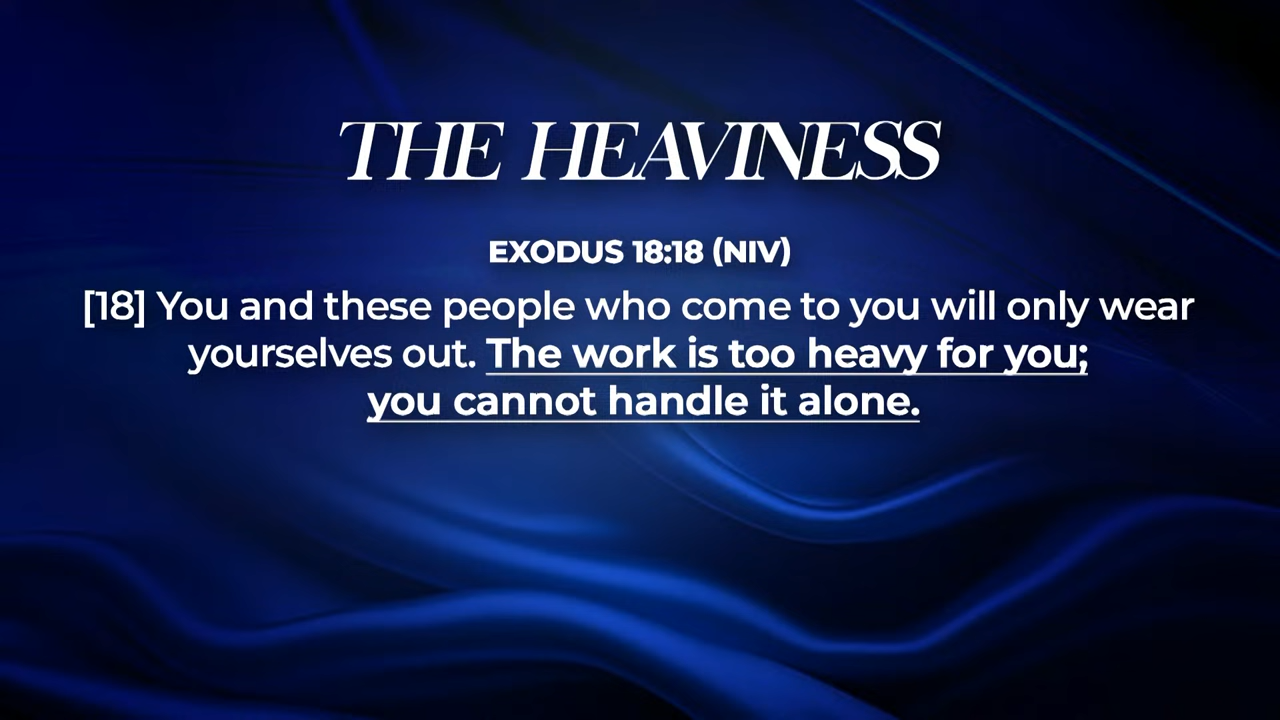 THE HEAVINESS
EXODUS 18:18 (NIV)
[18] You and these people who come to you will only wear
yourselves out. The work is too heavy for you;
you cannot handle it alone.